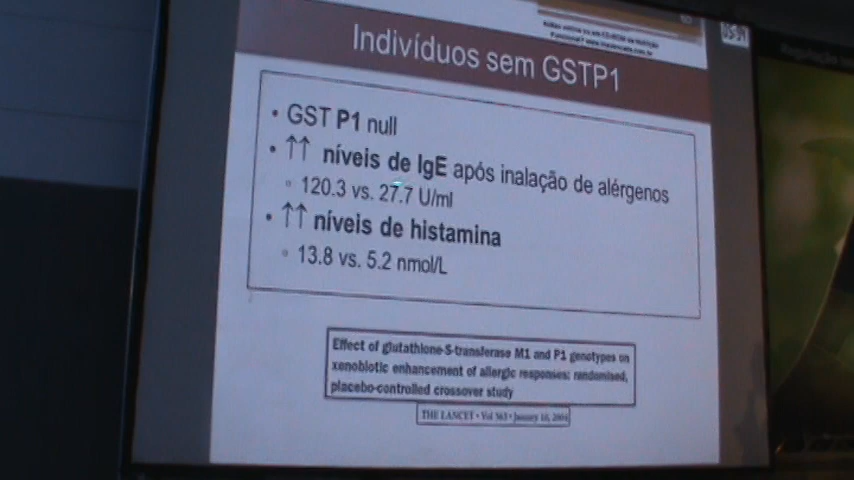 Indivíduos sem GSTP1
• GST P1 null
• ↑↑ níveis de IgE após inalação de alérgenos
120.3 vs. 27.7 U/ml
• ↑↑ níveis de histamina
13.8 vs. 5.2 nmol/L
Effect of glutathione-S-transferase M1 and P1 genotypes on
xenobiotic enhancement of allergic responses: randomised,
placebo-controlled crossover study
THE LANCET • Vol 363 • January 10, 2004